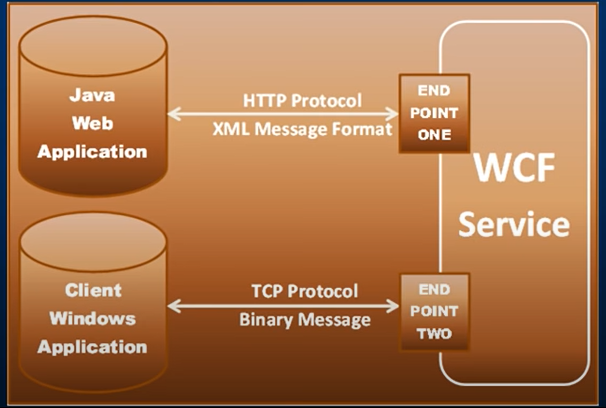 Java
Web
Application
HTTP Protocol
XML Message Format
END
POINT
ONE
WCF
Service
Client
Windows
Application
TCP Protocol
Binary Message
END
POINT
TWO